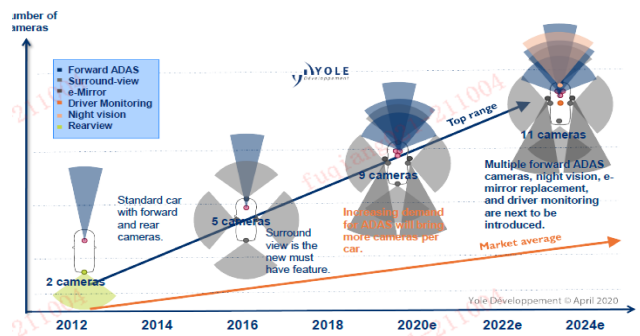 umber of
ameras
Forward ADAS
Surround-view
e-Mirror
Driver Monitoring
Night vision
Rearview
YOLE
Développement
Top range
11 cameras
9 cameras
5 cameras
2 cameras
Standard car
with forward
and rear
cameras.
Surround
view is the
new must
have feature.
Increasing demand
for ADAS will bring
more cameras per
car.
Multiple forward ADAS
cameras, night vision, e-
mirror replacement,
and driver monitoring
are next to be
introduced.
Market average
Yole Développement © April 2020
2012
2014
2016
2018
2020e
2022e
2024e
211004
211004
211004
211004